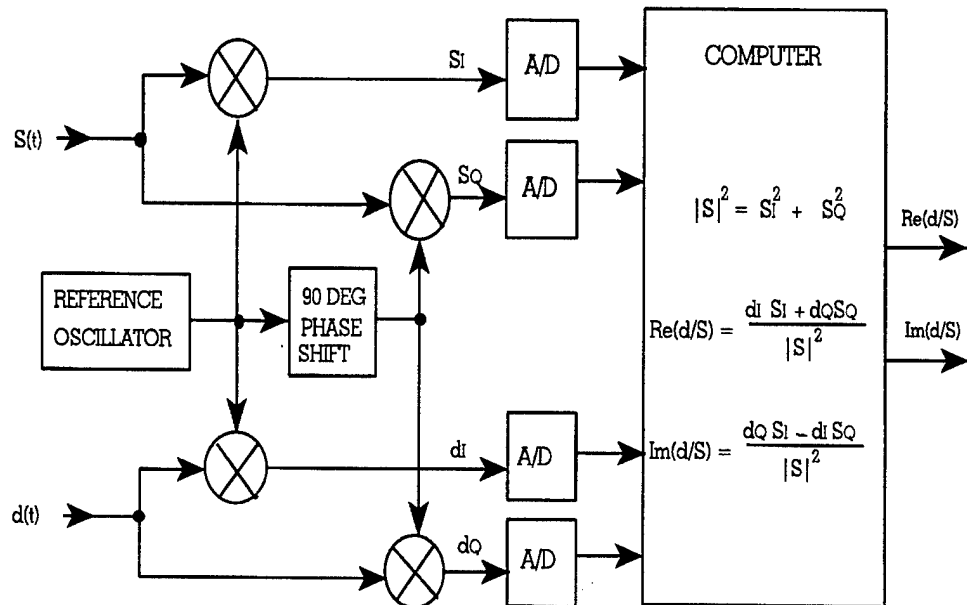 SI
A/D
COMPUTER
S(t)
SQ
A/D
|S|² = SI² + SQ²
Re(d/S)
REFERENCE
OSCILLATOR
90 DEG
PHASE
SHIFT
Re(d/S) = dI SI + dQSQ / |S|²
Im(d/S)
dI
A/D
Im(d/S) = dQ SI – dI SQ / |S|²
d(t)
dQ
A/D